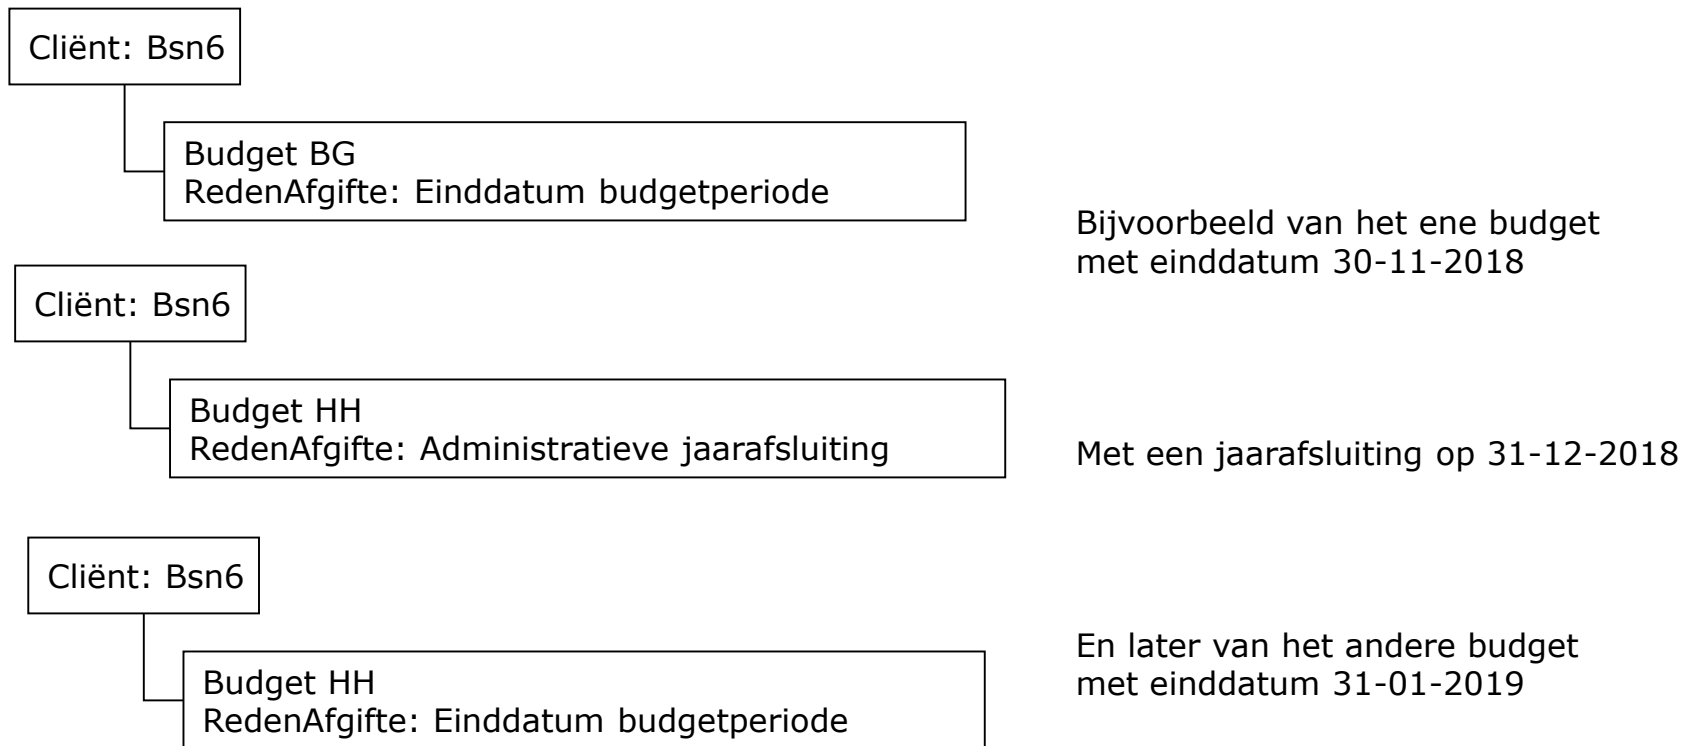 Cliënt: Bsn6
Budget BG
RedenAfgifte: Einddatum budgetperiode
Bijvoorbeeld van het ene budget
met einddatum 30-11-2018
Cliënt: Bsn6
Budget HH
RedenAfgifte: Administratieve jaarafsluiting
Met een jaarafsluiting op 31-12-2018
Cliënt: Bsn6
En later van het andere budget
met einddatum 31-01-2019
Budget HH
RedenAfgifte: Einddatum budgetperiode